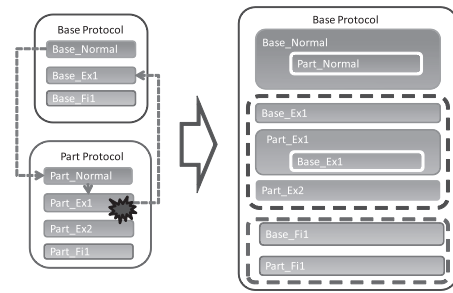 Base Protocol
Base_Normal
Base_Ex1
Base_Fi1
Part Protocol
Part_Normal
Part_Ex1
Part_Ex2
Part_Fi1
Base Protocol
Base_Normal
Part_Normal
Base_Ex1
Part_Ex1
Base_Ex1
Part_Ex2
Base_Fi1
Part_Fi1